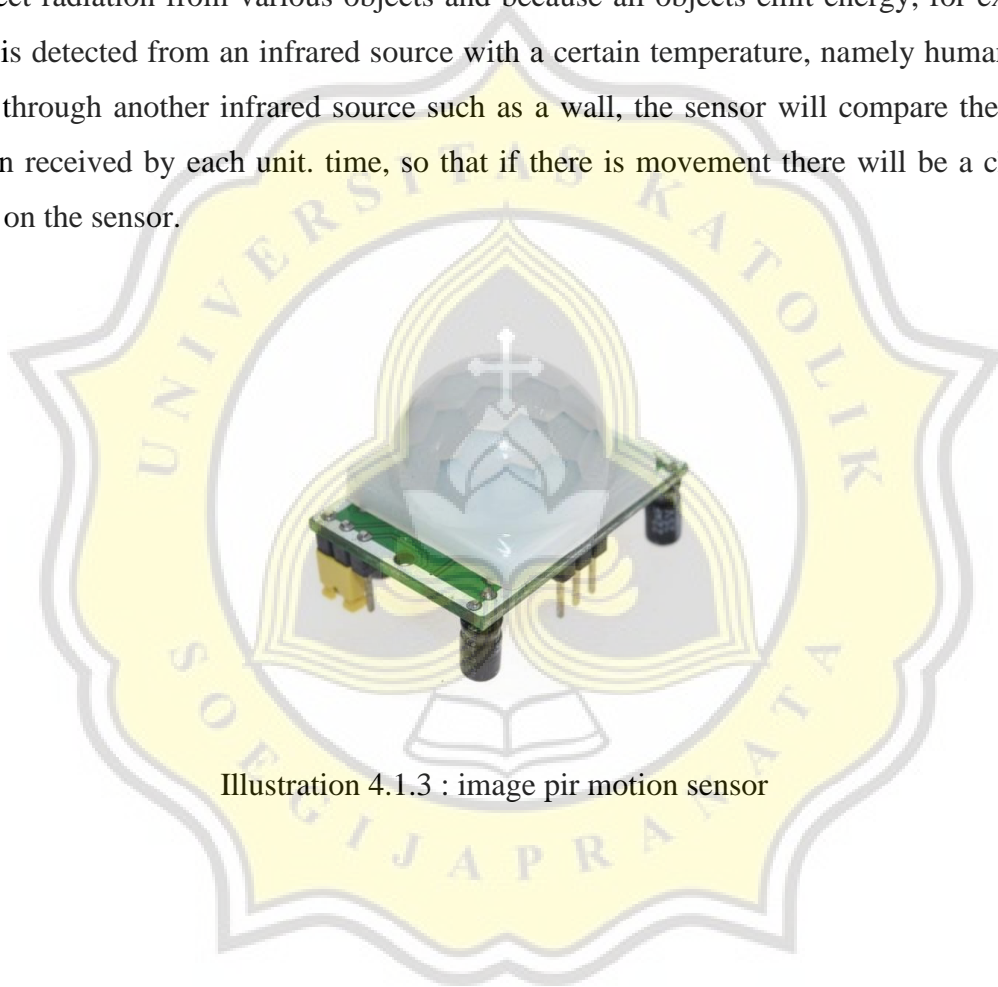 radiation from various objects and because all objects emit energy, for
is detected from an infrared source with a certain temperature, namely
through another infrared source such as a wall, the sensor will compare the
received by each unit. time, so that if there is movement there will be a
on the sensor.
UNIVERSITAS KATOLIK
Illustration 4.1.3 : image pir motion sensor
SOEGIJAPRANATA